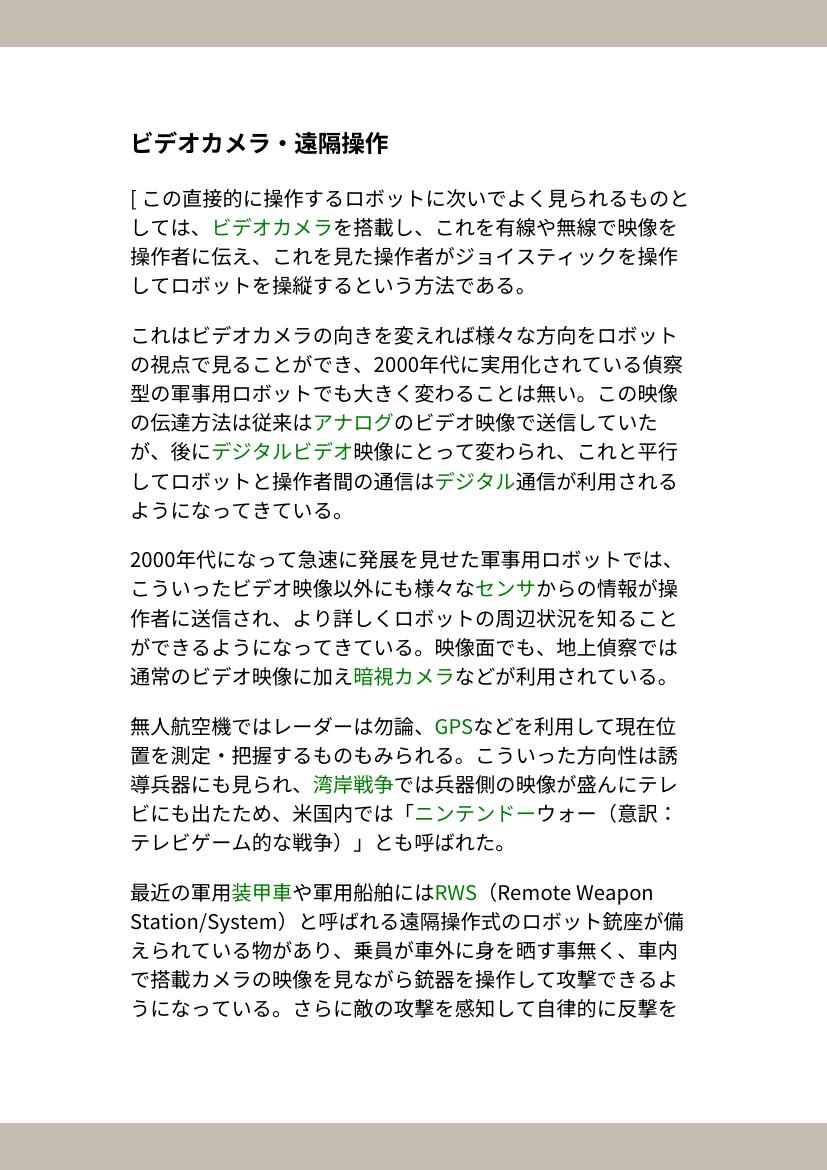 ビデオカメラ・遠隔操作
[ この直接的に操作するロボットに次いでよく見られるものと
しては、ビデオカメラを搭載し、これを有線や無線で映像を
操作者に伝え、これを見た操作者がジョイスティックを操作
してロボットを操縦するという方法である。
これはビデオカメラの向きを変えれば様々な方向をロボット
の視点で見ることができ、2000年代に実用化されている偵察
型の軍事用ロボットでも大きく変わることは無い。この映像
の伝達方法は従来はアナログのビデオ映像で送信していた
が、後にデジタルビデオ映像にとって変わられ、これと平行
してロボットと操作者間の通信はデジタル通信が利用される
ようになってきている。
2000年代になって急速に発展を見せた軍事用ロボットでは、
こういったビデオ映像以外にも様々なセンサからの情報が操
作者に送信され、より詳しくロボットの周辺状況を知ること
ができるようになってきている。映像面でも、地上偵察では
通常のビデオ映像に加え暗視カメラなどが利用されている。
無人航空機ではレーダーは勿論、GPSなどを利用して現在位
置を測定・把握するものもみられる。こういった方向性は誘
導兵器にも見られ、湾岸戦争では兵器側の映像が盛んにテレ
ビにも出たため、米国内では「ニンテンドーウォー（意訳：
テレビゲーム的な戦争）」とも呼ばれた。
最近の軍用装甲車や軍用船舶にはRWS（Remote Weapon
Station/System）と呼ばれる遠隔操作式のロボット銃座が備
えられている物があり、乗員が車外に身を晒す事無く、車内
で搭載カメラの映像を見ながら銃器を操作して攻撃できるよ
うになっている。さらに敵の攻撃を感知して自律的に反撃を